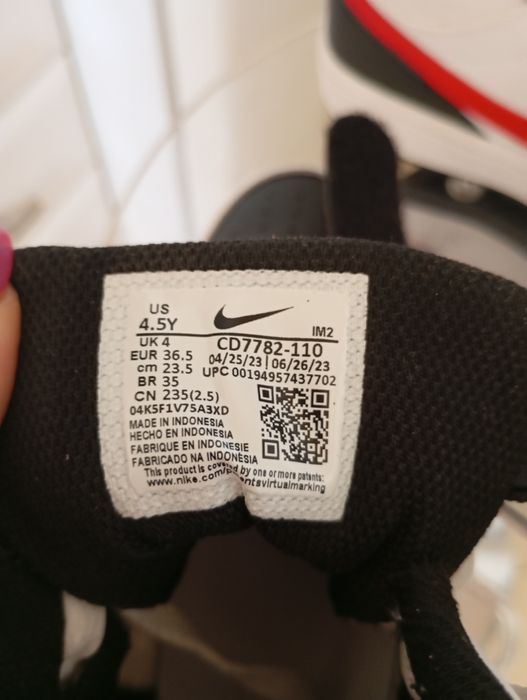 US
4.5Y
IM2
UK 4
CD7782-110
EUR 36.5
04/25/23 | 06/26/23
cm 23.5
UPC 00194957437702
BR 35
CN 235(2.5)
04K5F1V75A3XD
MADE IN INDONESIA
HECHO EN INDONESIA
FABRIQUE EN INDONESIE
FABRICADO NA INDONESIA
This product is by one or more patents:
www.nike.com/